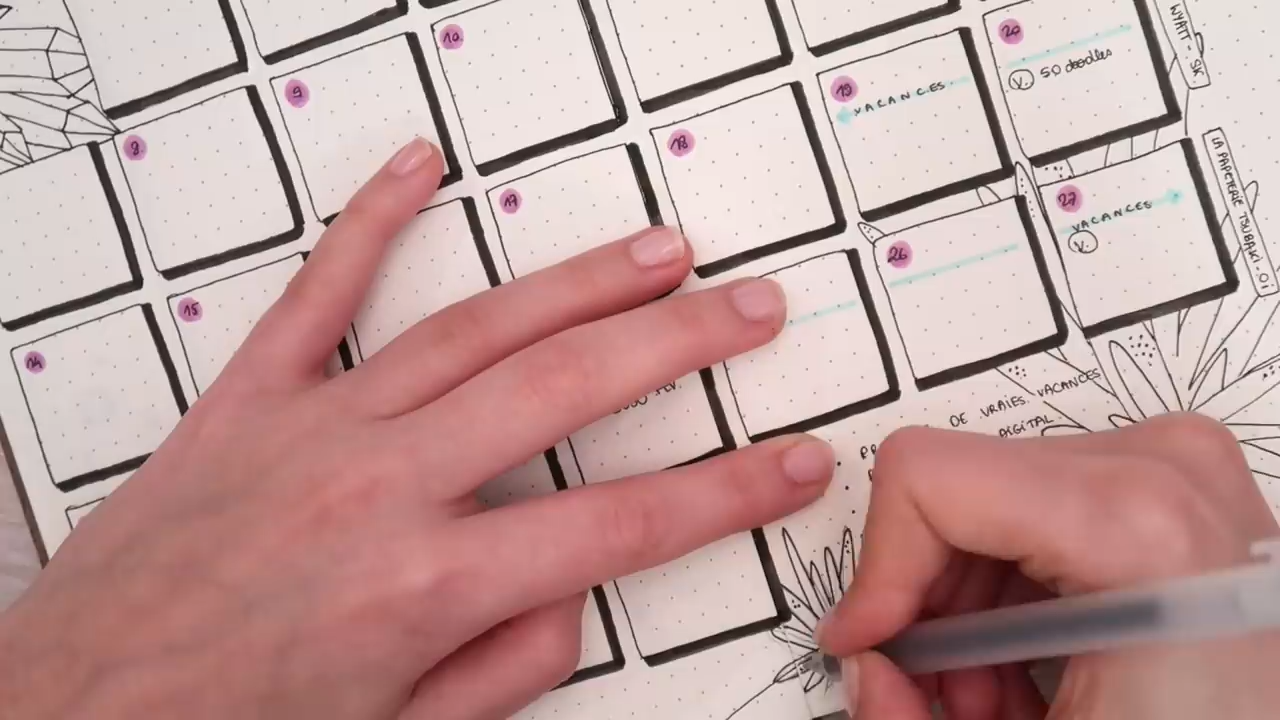 10
9
8
20
50 doodles
V.
19
VACANCES
18
17
27
VACANCES
V.
26
15
14
DE VRAIES VACANCES
DIGITAL
WYATT-SK
LA PAPETERIE TSUBAKI.01